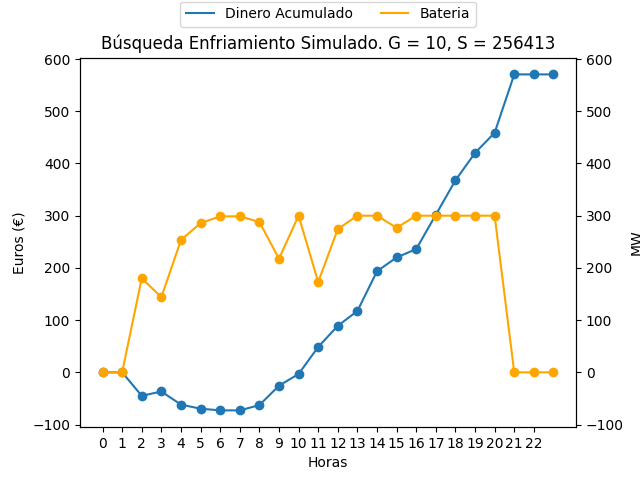 Dinero Acumulado Bateria
Búsqueda Enfriamiento Simulado. G = 10, S = 256413
600 600
500 500
400 400
300 300
200 200
100 100
0 0
−100 −100
Euros (€)
MW
0 1 2 3 4 5 6 7 8 9 10 11 12 13 14 15 16 17 18 19 20 21 22
Horas